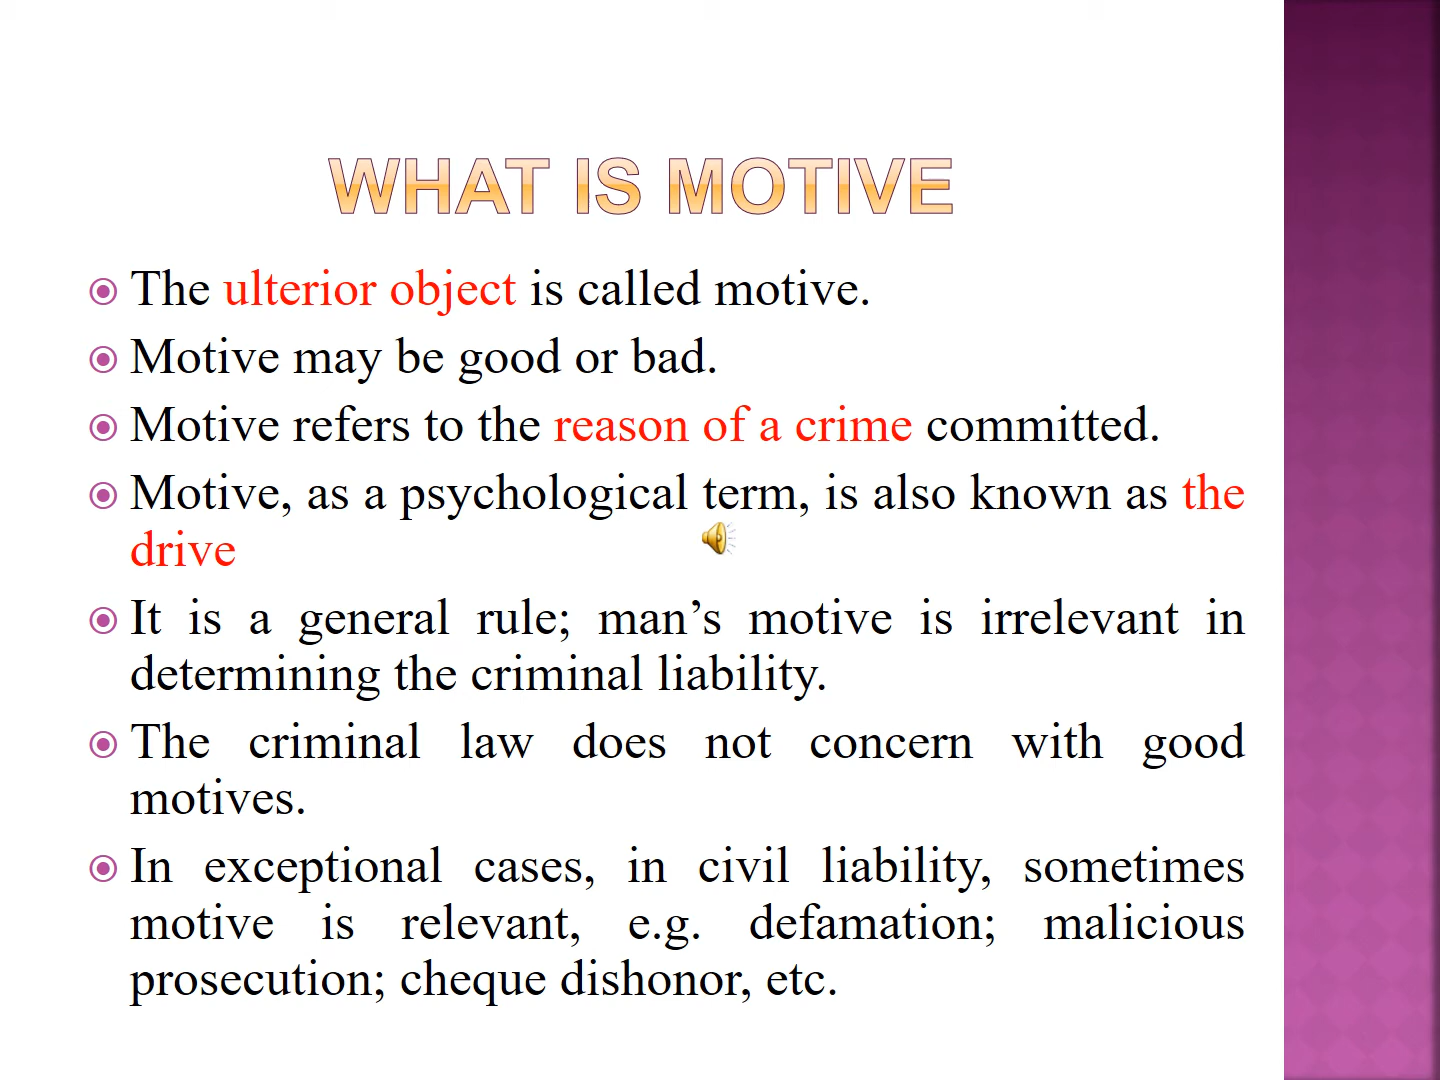 WHAT IS MOTIVE
The ulterior object is called motive.
Motive may be good or bad.
Motive refers to the reason of a crime committed.
Motive, as a psychological term, is also known as the
drive
It is a general rule; man’s motive is irrelevant in
determining the criminal liability.
The criminal law does not concern with good
motives.
In exceptional cases, in civil liability, sometimes
motive is relevant, e.g. defamation; malicious
prosecution; cheque dishonor, etc.